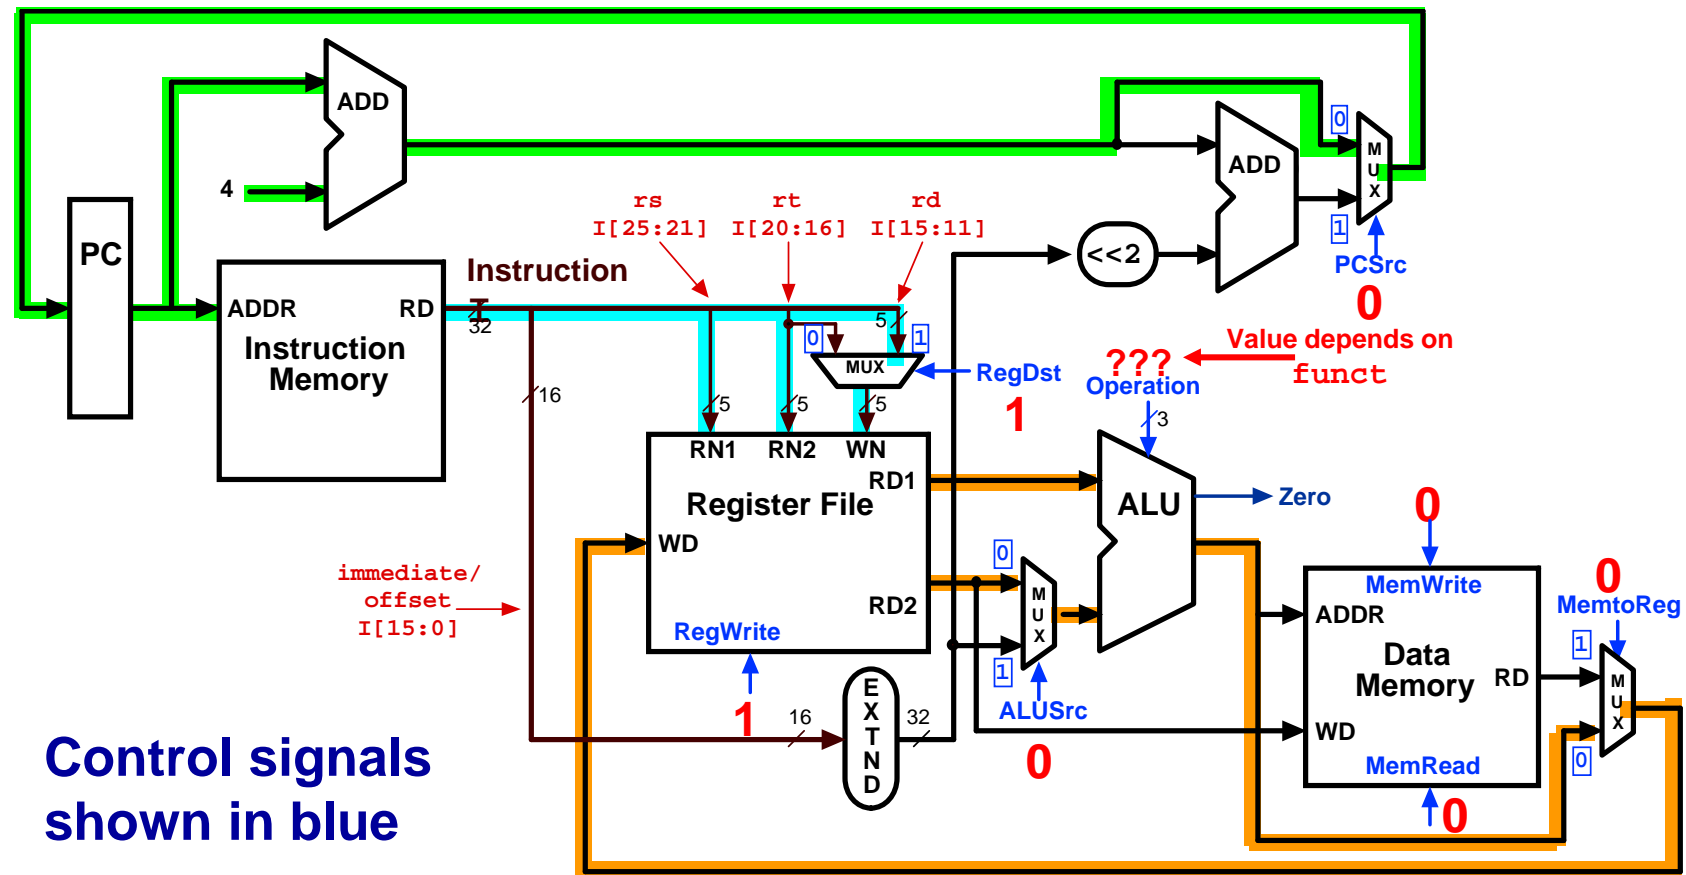 ADD
4
PC
ADDR
RD
Instruction
Memory
Instruction
32
16
rs
I[25:21]
rt
I[20:16]
rd
I[15:11]
5
0
1
MUX
RegDst
1
5
5
5
RN1
RN2
WN
RD1
Register File
WD
RD2
RegWrite
1
immediate/
offset
I[15:0]
16
EXTND
32
<<2
ADD
0
MUX
1
PCSrc
0
Value depends on
funct
???
Operation
3
ALU
Zero
0
MUX
1
ALUSrc
0
0
MemWrite
ADDR
Data
Memory
RD
WD
MemRead
0
0
MemtoReg
1
MUX
0
Control signals
shown in blue